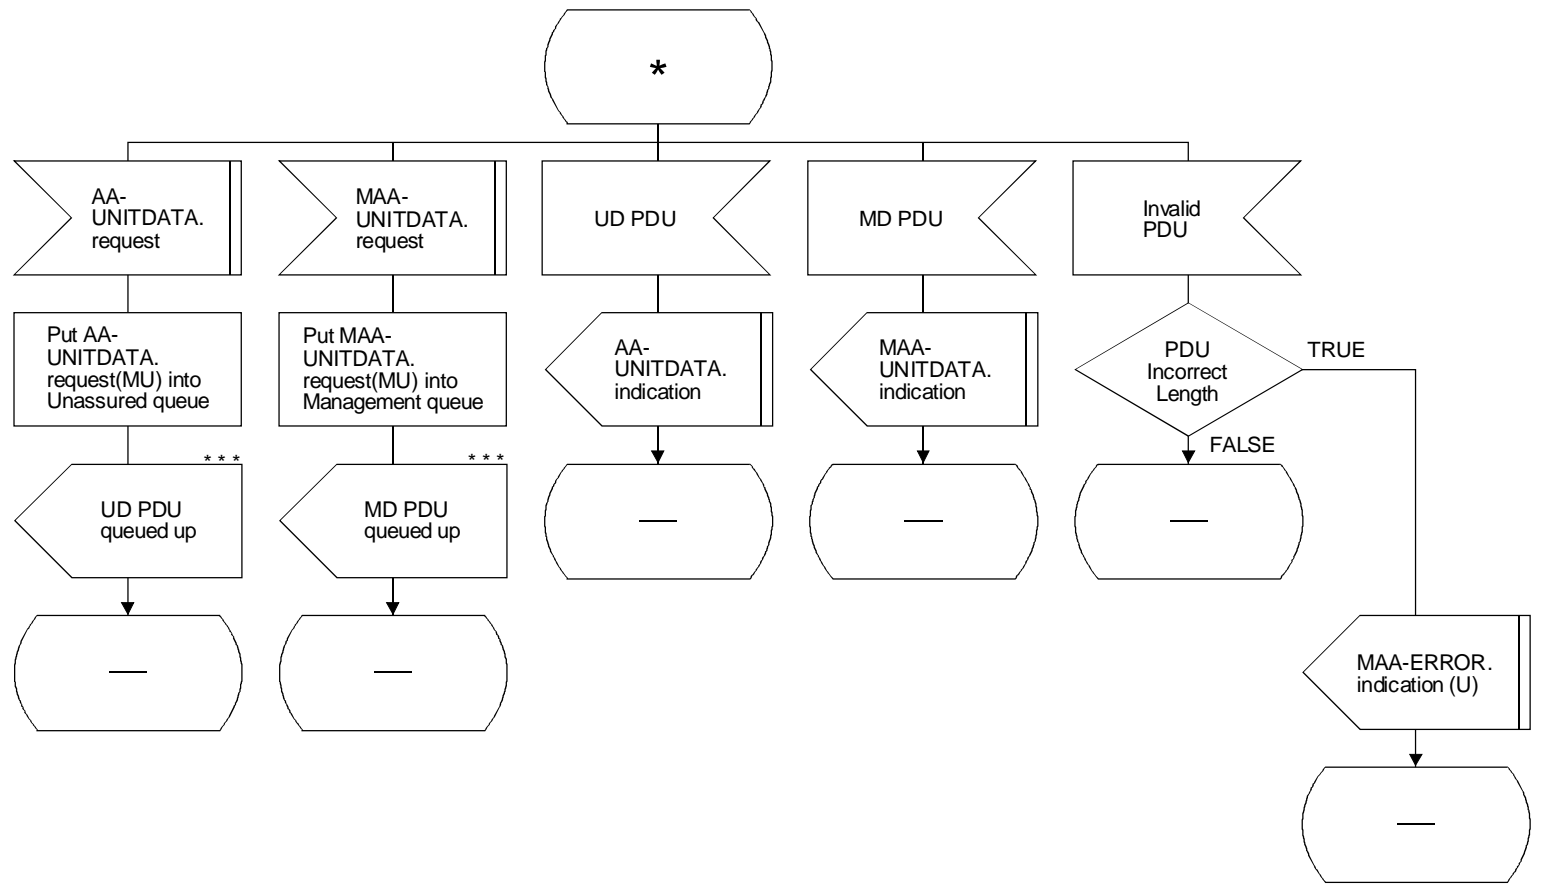 *
AA-
UNITDATA.
request
MAA-
UNITDATA.
request
UD PDU
MD PDU
Invalid
PDU
Put AA-
UNITDATA.
request(MU) into
Unassured queue
Put MAA-
UNITDATA.
request(MU) into
Management queue
AA-
UNITDATA.
indication
MAA-
UNITDATA.
indication
PDU
Incorrect
Length
TRUE
FALSE
* * *
UD PDU
queued up
* * *
MD PDU
queued up
—
—
—
—
—
MAA-ERROR.
indication (U)
—